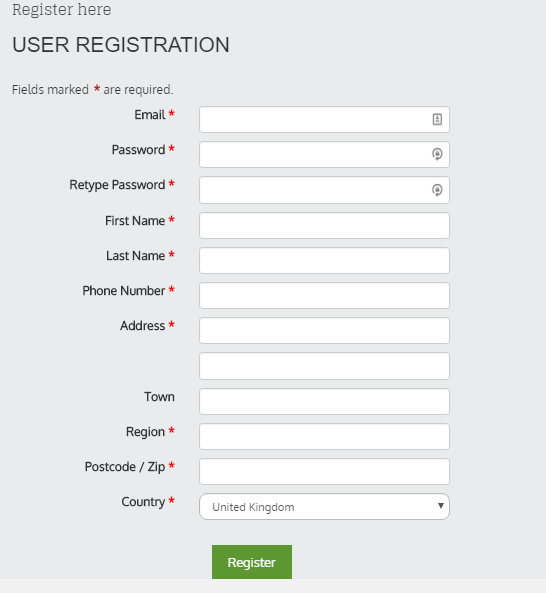 Register here
USER REGISTRATION
Fields marked * are required.
Email *
Password *
Retype Password *
First Name *
Last Name *
Phone Number *
Address *
Town
Region *
Postcode / Zip *
Country * United Kingdom
Register